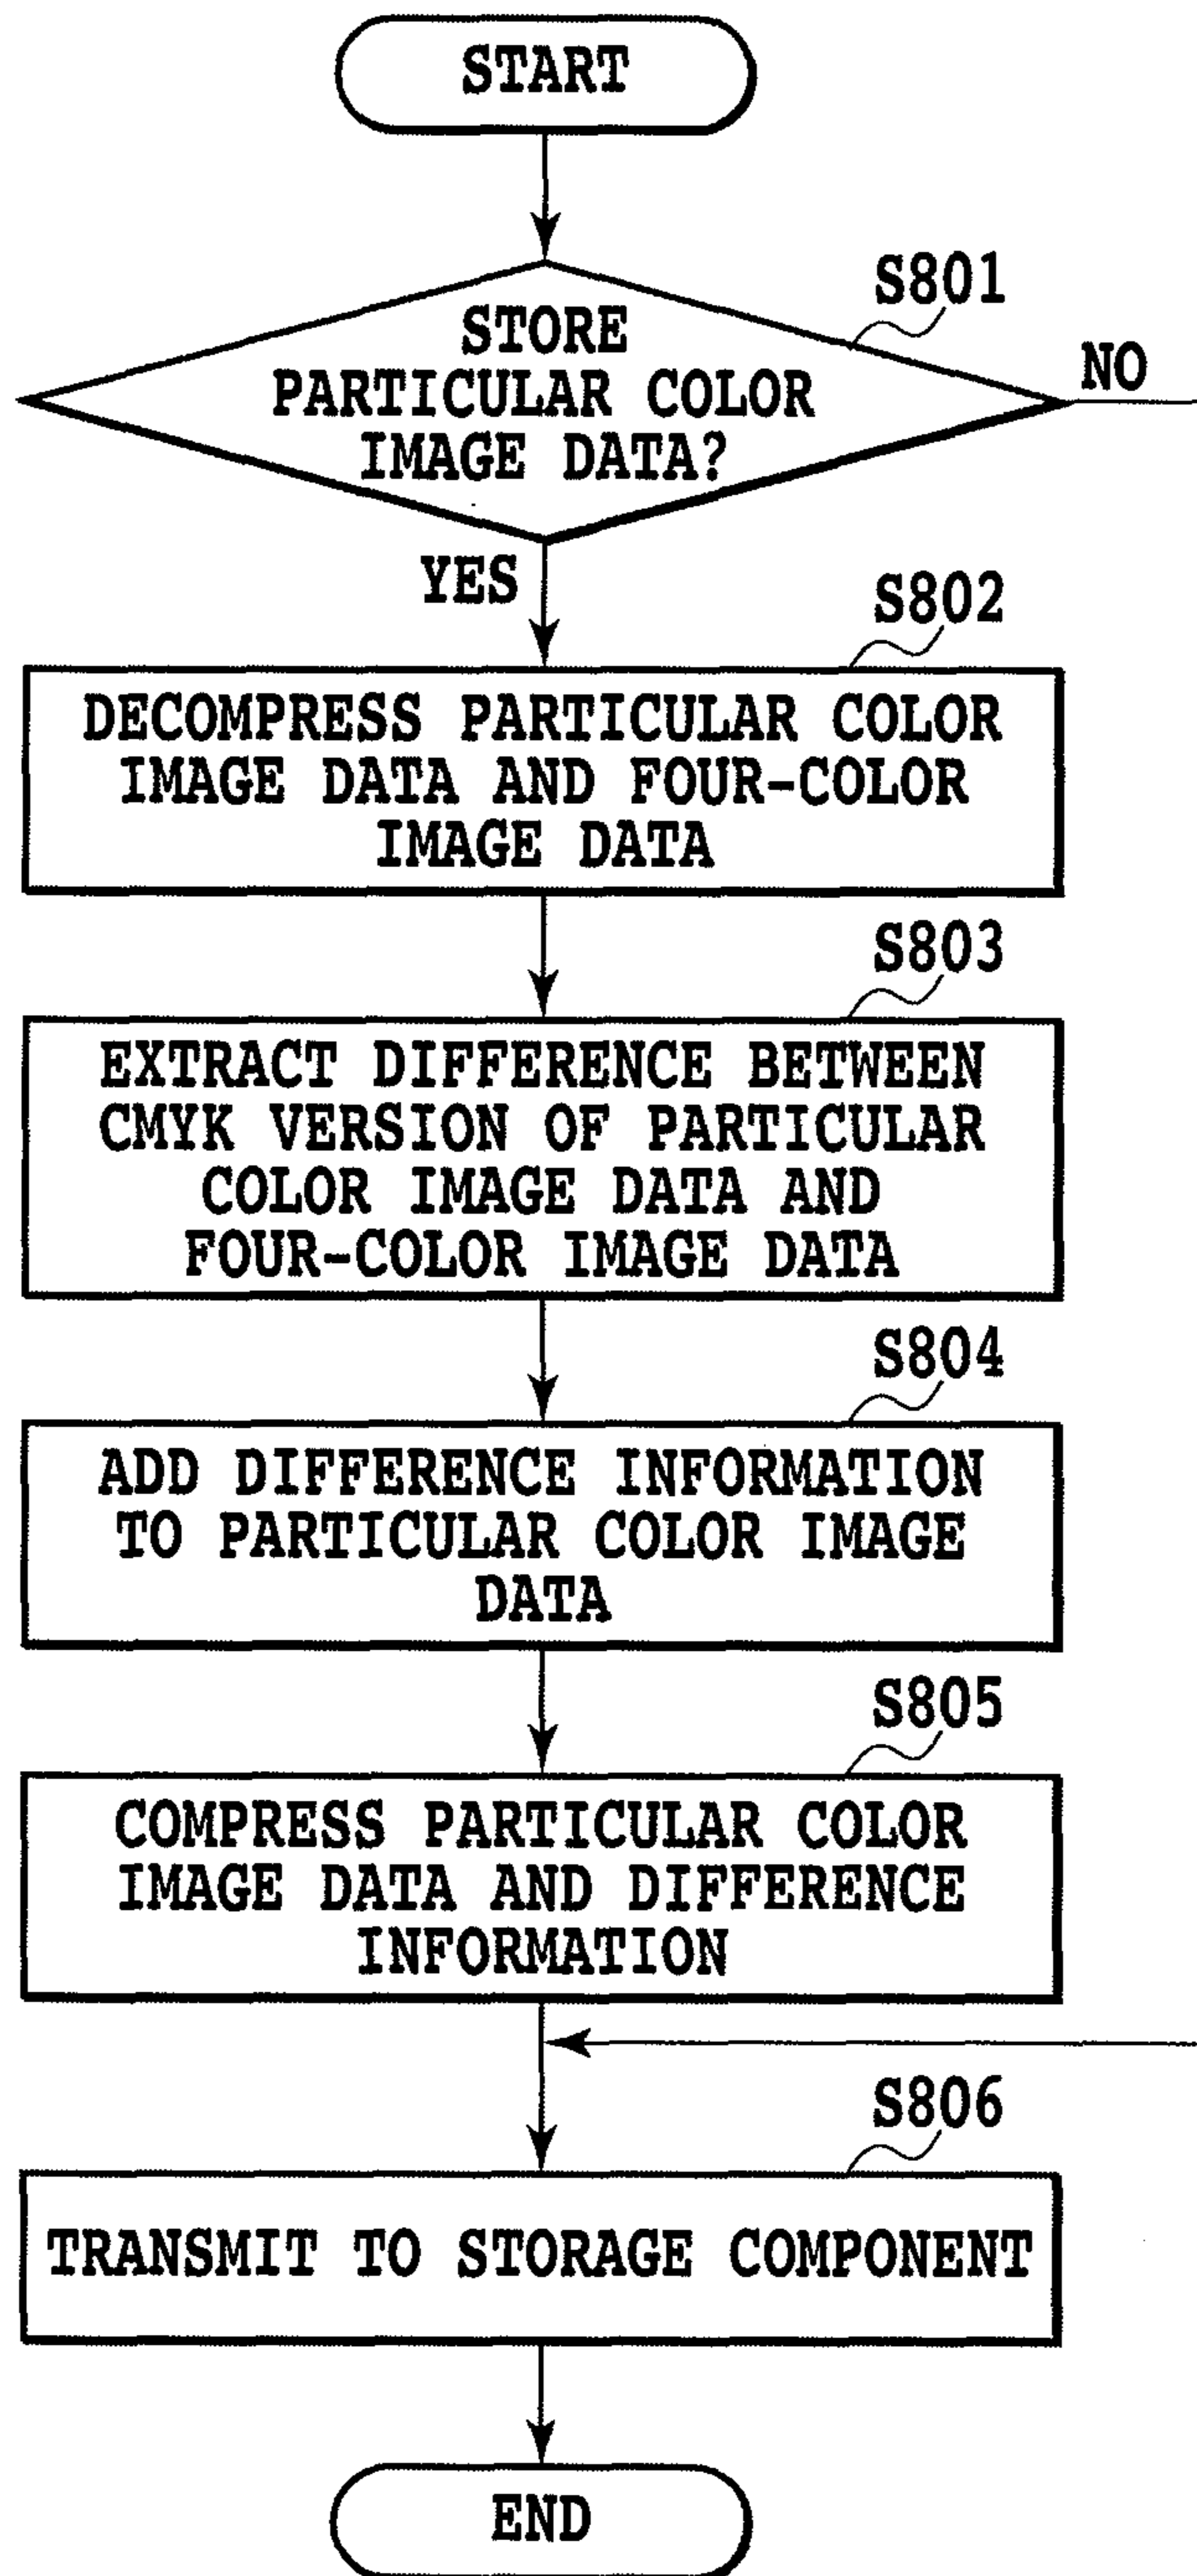 START
S801
STORE
PARTICULAR COLOR
IMAGE DATA?
NO
YES
S802
DECOMPRESS PARTICULAR COLOR
IMAGE DATA AND FOUR-COLOR
IMAGE DATA
S803
EXTRACT DIFFERENCE BETWEEN
CMYK VERSION OF PARTICULAR
COLOR IMAGE DATA AND
FOUR-COLOR IMAGE DATA
S804
ADD DIFFERENCE INFORMATION
TO PARTICULAR COLOR IMAGE
DATA
S805
COMPRESS PARTICULAR COLOR
IMAGE DATA AND DIFFERENCE
INFORMATION
S806
TRANSMIT TO STORAGE COMPONENT
END